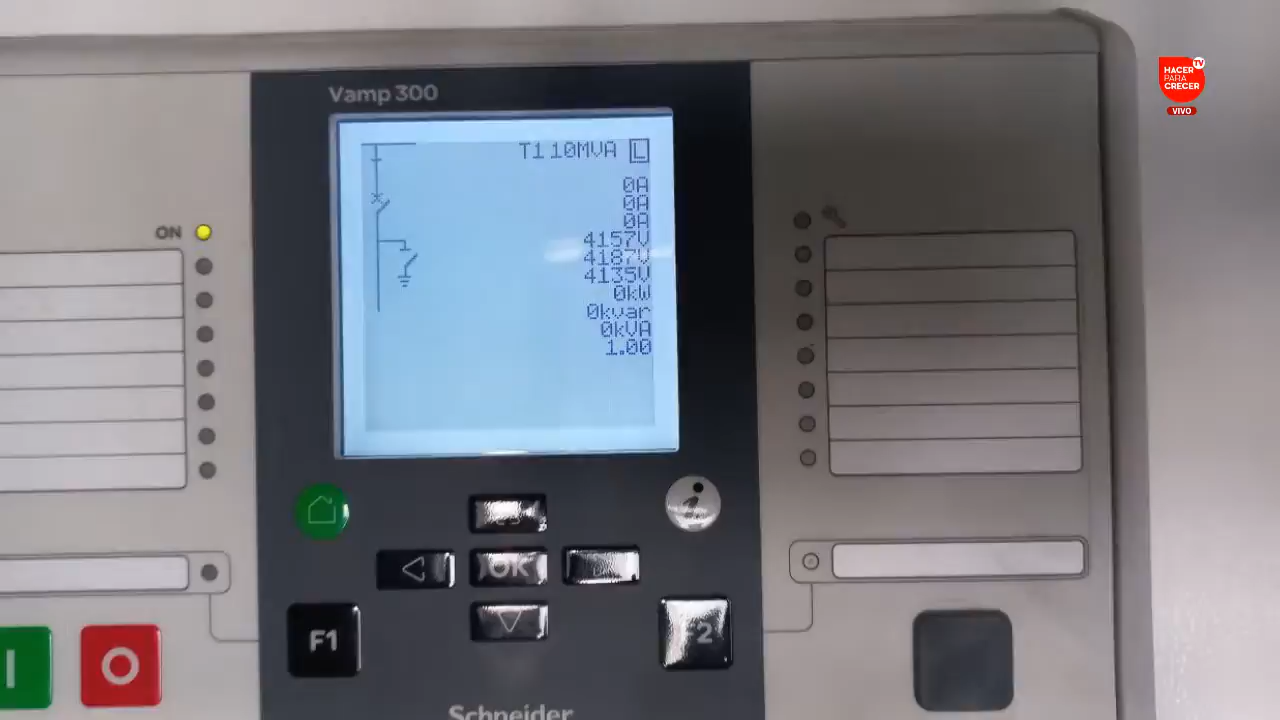 HACER TV
PARA
CRECER
VIVO
Vamp 300
T1 10MVA L
0A
0A
0A
4157V
4187V
4135V
0kW
0kvar
0kVA
1.00
ON
i
OK
F1
F2
Schneider